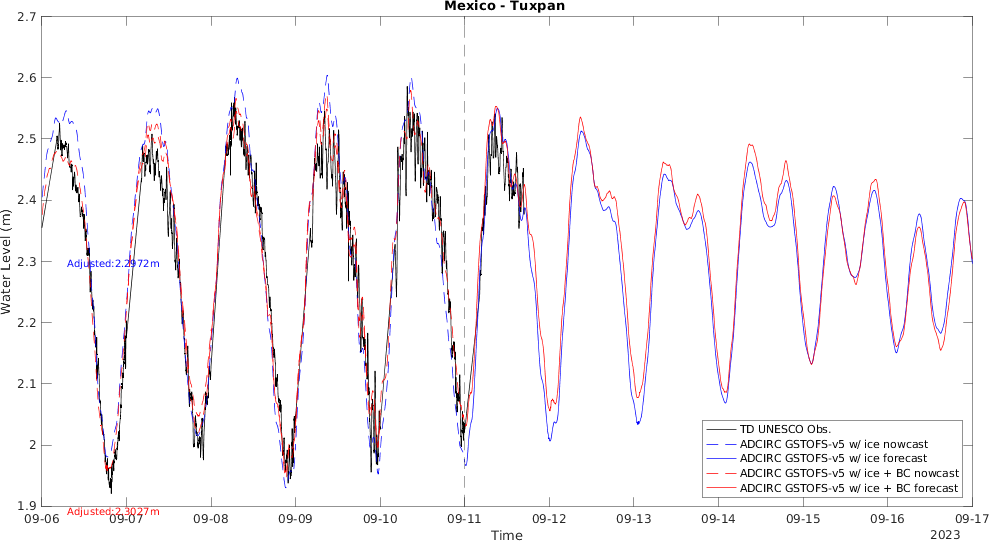 Mexico - Tuxpan
2.7
2.6
2.5
2.4
2.3
2.2
2.1
2
1.9
Water Level (m)
Adjusted:2.2972m
Adjusted:2.3027m
TD UNESCO Obs.
ADCIRC GSTOFS-v5 w/ ice nowcast
ADCIRC GSTOFS-v5 w/ ice forecast
ADCIRC GSTOFS-v5 w/ ice + BC nowcast
ADCIRC GSTOFS-v5 w/ ice + BC forecast
09-06 09-07 09-08 09-09 09-10 09-11 09-12 09-13 09-14 09-15 09-16 09-17
Time
2023